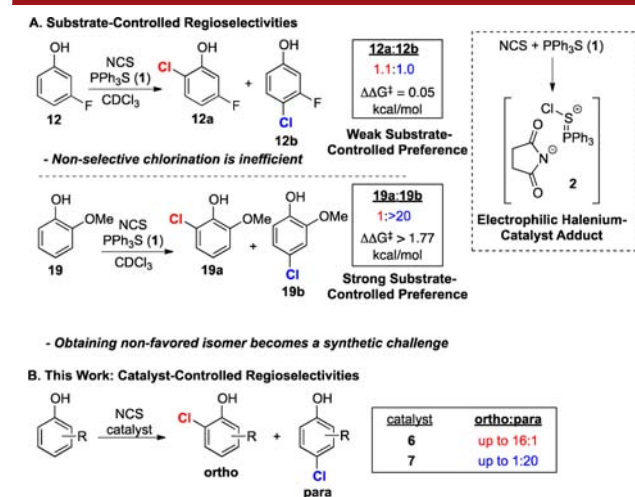 A. Substrate-Controlled Regioselectivities
OH
NCS
PPh₃S (1)
CDCl₃
F
12
Cl
OH
F
12a
+
OH
F
Cl
12b
12a:12b
1.1:1.0
ΔΔG‡ = 0.05
kcal/mol
Weak Substrate-
Controlled Preference
- Non-selective chlorination is inefficient
NCS + PPh₃S (1)
Cl
S
⊕
PPh₃
O
N
⊖
O
2
Electrophilic Halenium-
Catalyst Adduct
OH
OMe
19
NCS
PPh₃S (1)
CDCl₃
Cl
OH
OMe
19a
+
OH
OMe
Cl
19b
19a:19b
1:>20
ΔΔG‡ > 1.77
kcal/mol
Strong Substrate-
Controlled Preference
- Obtaining non-favored isomer becomes a synthetic challenge
B. This Work: Catalyst-Controlled Regioselectivities
OH
R
NCS
catalyst
Cl
OH
R
ortho
+
OH
R
Cl
para
catalyst ortho:para
6 up to 16:1
7 up to 1:20